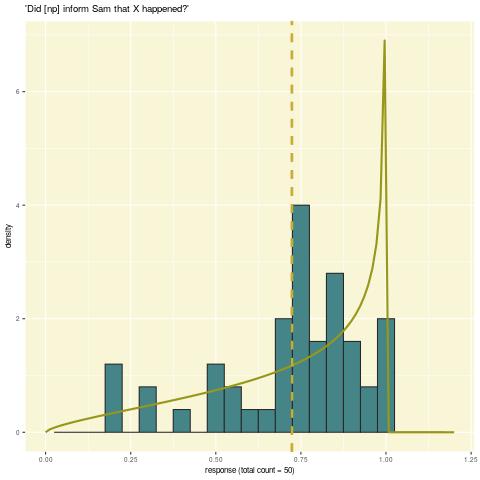 'Did [np] inform Sam that X happened?'
density
6
4
2
0
0.00 0.25 0.50 0.75 1.00 1.25
response (total count = 50)